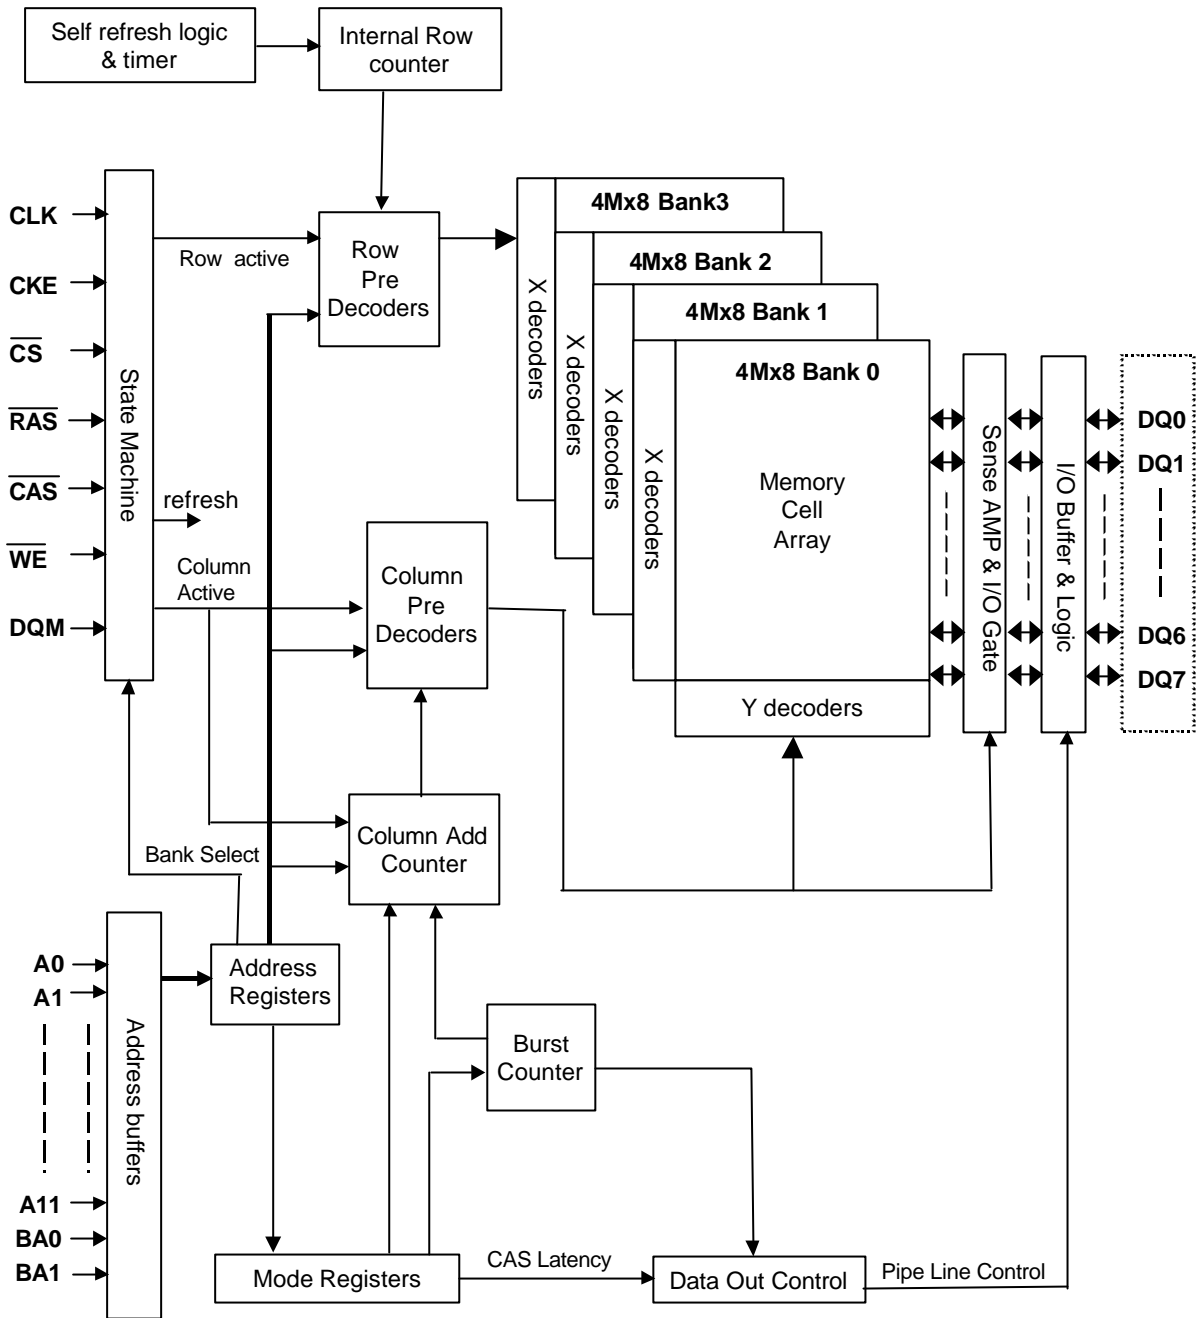 Self refresh logic
& timer
Internal Row
counter
CLK
CKE
CS
RAS
CAS
WE
DQM
State Machine
Row active
refresh
Column
Active
Bank Select
Row
Pre
Decoders
Column
Pre
Decoders
Column Add
Counter
X decoders
X decoders
X decoders
X decoders
4Mx8 Bank3
4Mx8 Bank 2
4Mx8 Bank 1
4Mx8 Bank 0
Memory
Cell
Array
Y decoders
Sense AMP & I/O Gate
I/O Buffer & Logic
DQ0
DQ1
DQ6
DQ7
A0
A1
A11
BA0
BA1
Address buffers
Address
Registers
Burst
Counter
Mode Registers
CAS Latency
Data Out Control
Pipe Line Control